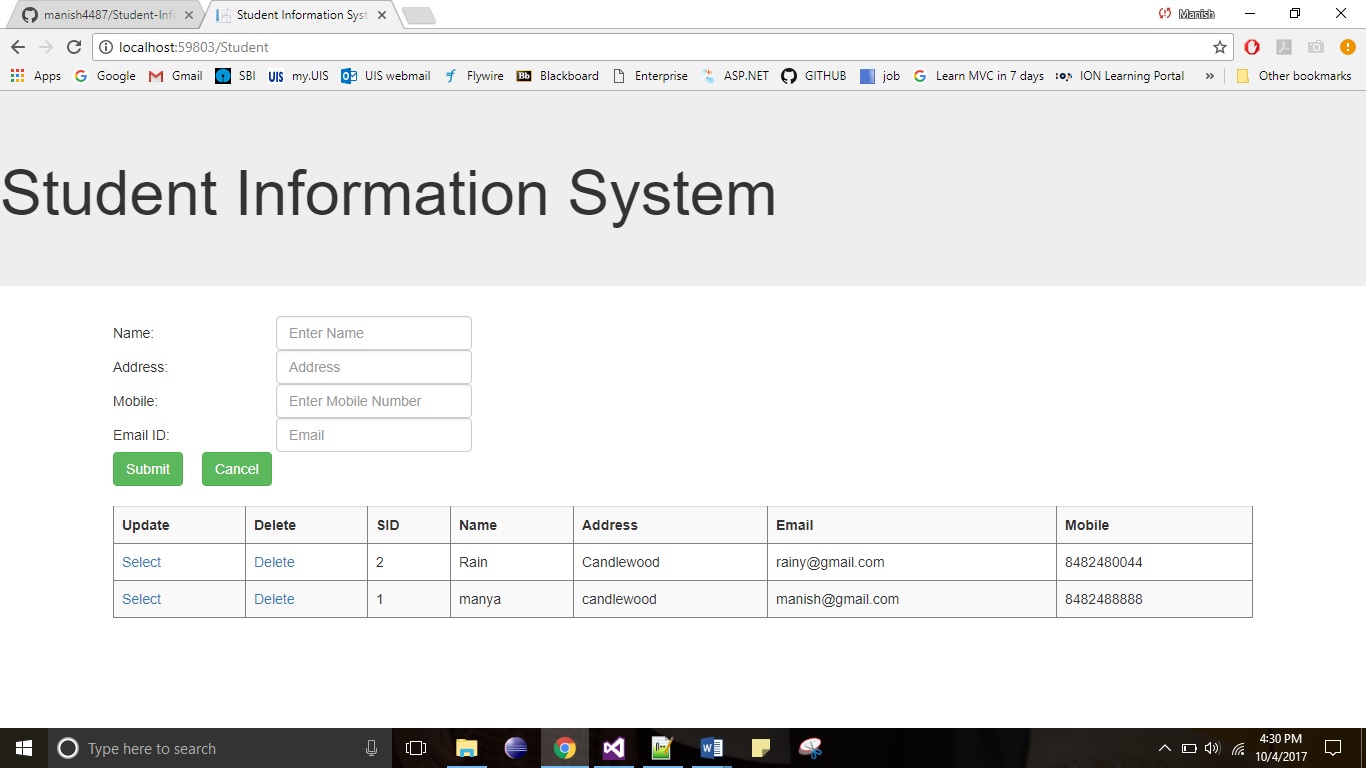 manish4487/Student-Info
Student Information Syst
Manish
localhost:59803/Student
Apps Google Gmail SBI my.UIS UIS webmail Flywire Blackboard Enterprise ASP.NET GITHUB job Learn MVC in 7 days ION Learning Portal » Other bookmarks
Student Information System
Name: Enter Name
Address: Address
Mobile: Enter Mobile Number
Email ID: Email
Submit Cancel
Update Delete SID Name Address Email Mobile
Select Delete 2 Rain Candlewood rainy@gmail.com 8482480044
Select Delete 1 manya candlewood manish@gmail.com 8482488888
Type here to search
4:30 PM
10/4/2017